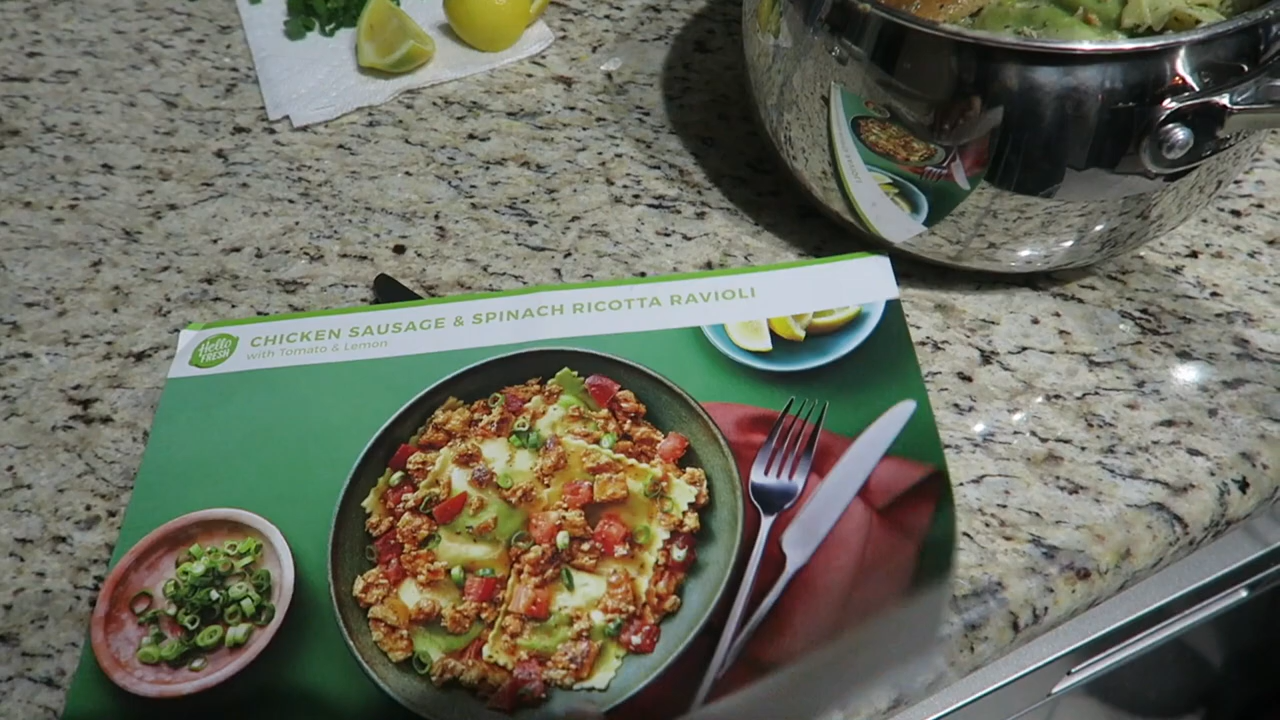 Hello
FRESH
CHICKEN SAUSAGE & SPINACH RICOTTA RAVIOLI
with Tomato & Lemon